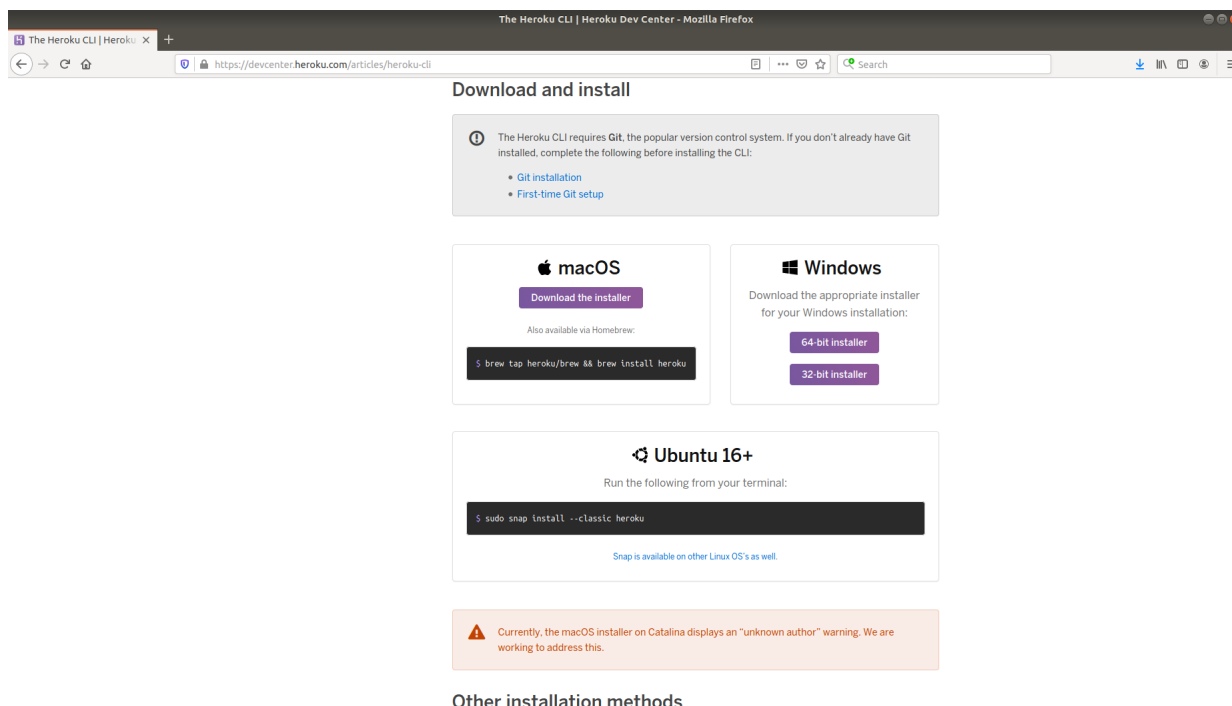 The Heroku CLI | Heroku Dev Center - Mozilla Firefox
The Heroku CLI | Heroku
https://devcenter.heroku.com/articles/heroku-cli
Search
Download and install
The Heroku CLI requires Git, the popular version control system. If you don't already have Git
installed, complete the following before installing the CLI:
Git installation
First-time Git setup
macOS
Download the installer
Also available via Homebrew:
$ brew tap heroku/brew && brew install heroku
Windows
Download the appropriate installer
for your Windows installation:
64-bit installer
32-bit installer
Ubuntu 16+
Run the following from your terminal:
$ sudo snap install --classic heroku
Snap is available on other Linux OS's as well.
Currently, the macOS installer on Catalina displays an “unknown author” warning. We are
working to address this.
Other installation methods